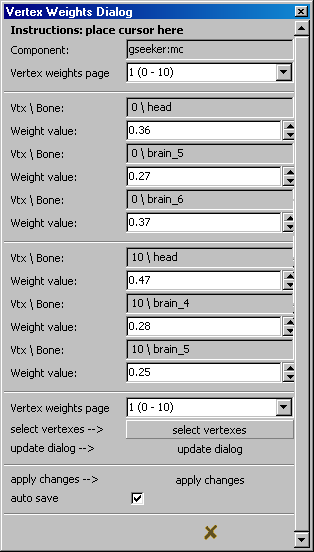 Vertex Weights Dialog
Instructions: place cursor here
Component: gseeker:mc
Vertex weights page 1 (0 - 10)
Vtx \ Bone: 0 \ head
Weight value: 0.36
Vtx \ Bone: 0 \ brain_5
Weight value: 0.27
Vtx \ Bone: 0 \ brain_6
Weight value: 0.37
Vtx \ Bone: 10 \ head
Weight value: 0.47
Vtx \ Bone: 10 \ brain_4
Weight value: 0.28
Vtx \ Bone: 10 \ brain_5
Weight value: 0.25
Vertex weights page 1 (0 - 10)
select vertexes --> select vertexes
update dialog --> update dialog
apply changes --> apply changes
auto save